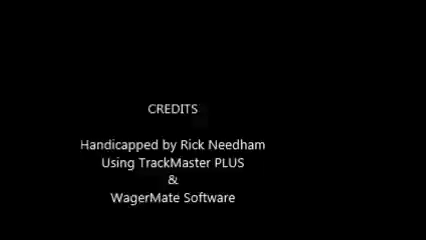 CREDITS
Handicapped by Rick Needham
Using TrackMaster PLUS
&
WagerMate Software